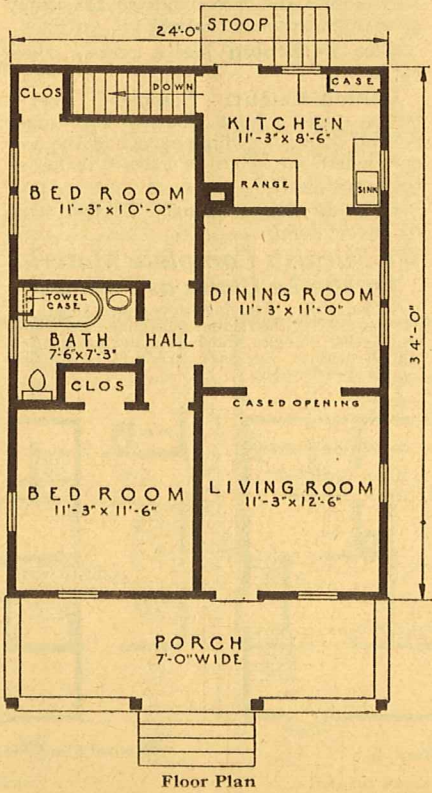 STOOP
24'-0"
CASE
CLOS
DOWN
KITCHEN
11'-3" x 8'-6"
RANGE
SINK
BED ROOM
11'-3" x 10'-0"
TOWEL
CASE
DINING ROOM
11'-3" x 11'-0"
34'-0"
BATH
7'-6" x 7'-3"
HALL
CLOS
CASED OPENING
BED ROOM
11'-3" x 11'-6"
LIVING ROOM
11'-3" x 12'-6"
PORCH
7'-0" WIDE
Floor Plan